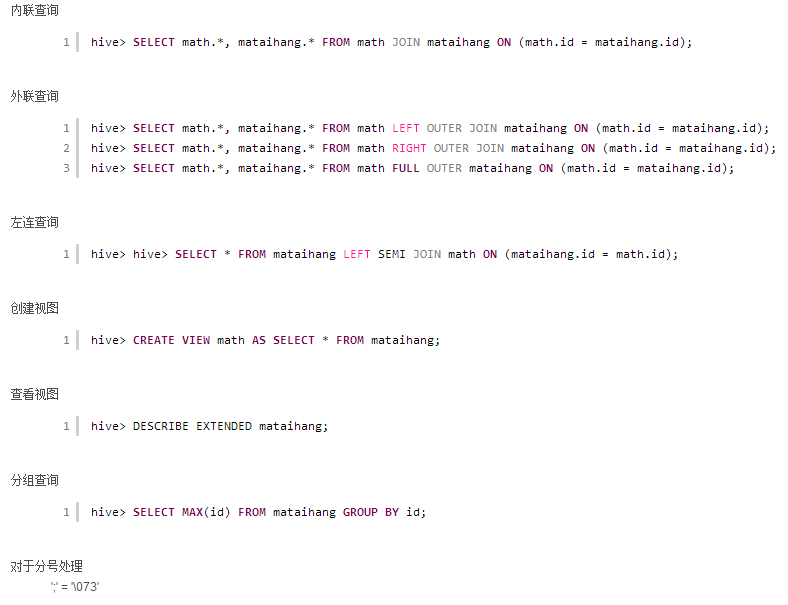 内联查询
1 hive> SELECT math.*, mataihang.* FROM math JOIN mataihang ON (math.id = mataihang.id);
外联查询
1 hive> SELECT math.*, mataihang.* FROM math LEFT OUTER JOIN mataihang ON (math.id = mataihang.id);
2 hive> SELECT math.*, mataihang.* FROM math RIGHT OUTER JOIN mataihang ON (math.id = mataihang.id);
3 hive> SELECT math.*, mataihang.* FROM math FULL OUTER mataihang ON (math.id = mataihang.id);
左连查询
1 hive> hive> SELECT * FROM mataihang LEFT SEMI JOIN math ON (mataihang.id = math.id);
创建视图
1 hive> CREATE VIEW math AS SELECT * FROM mataihang;
查看视图
1 hive> DESCRIBE EXTENDED mataihang;
分组查询
1 hive> SELECT MAX(id) FROM mataihang GROUP BY id;
对于分号处理
';' = '\073'